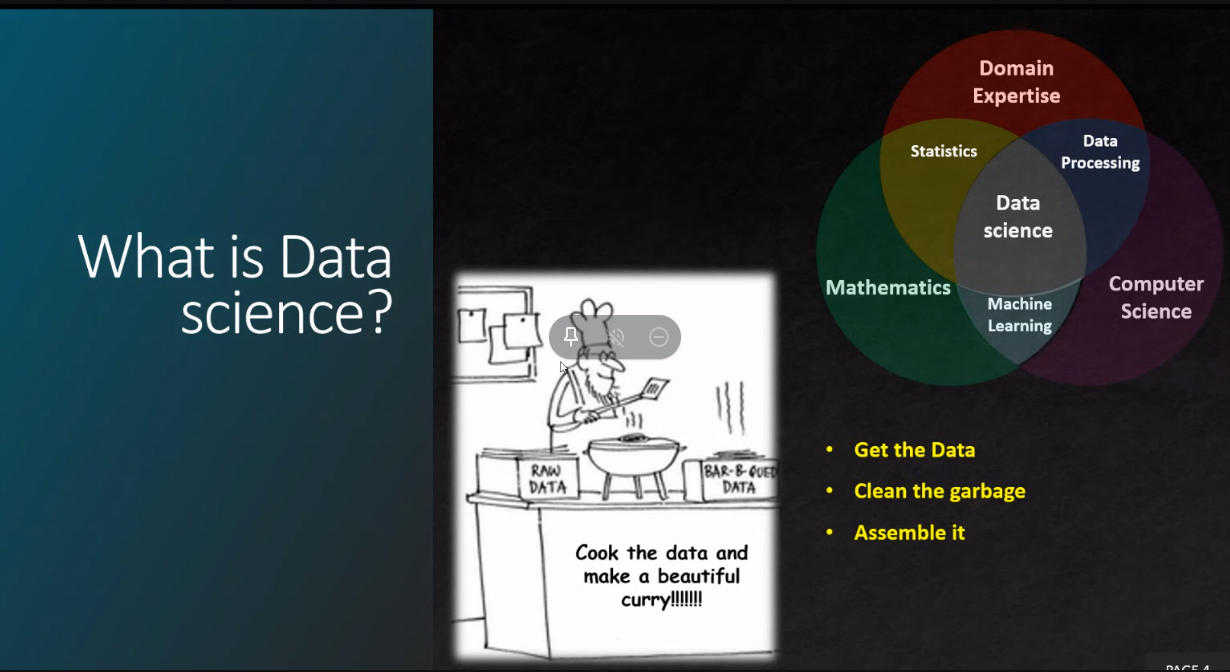 What is Data
science?
Domain
Expertise
Statistics
Data
Processing
Data
science
Mathematics
Computer
Science
Machine
Learning
RAW
DATA
BAR-B-QUED
DATA
Cook the data and
make a beautiful
curry!!!!!!!
• Get the Data
• Clean the garbage
• Assemble it
PAGE 4